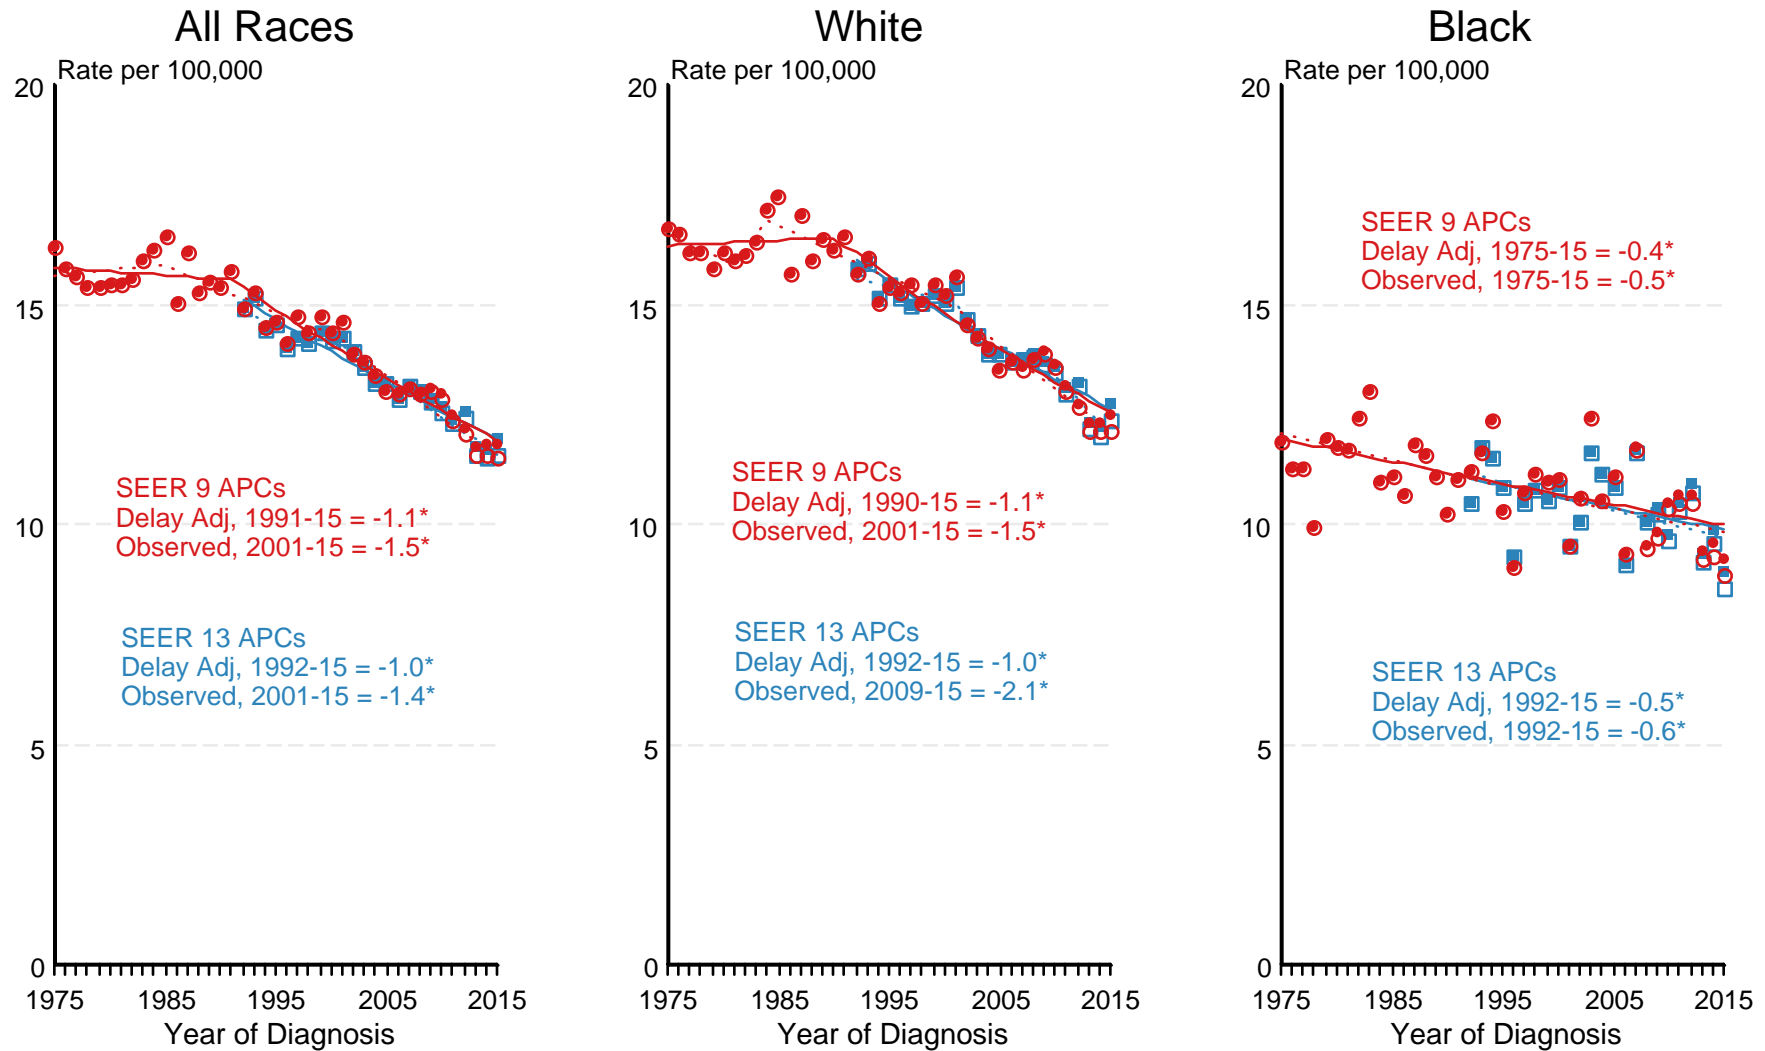 All Races
Rate per 100,000
20
15
10
5
0
SEER 9 APCs
Delay Adj, 1991-15 = -1.1*
Observed, 2001-15 = -1.5*
SEER 13 APCs
Delay Adj, 1992-15 = -1.0*
Observed, 2001-15 = -1.4*
1975 1985 1995 2005 2015
Year of Diagnosis
White
Rate per 100,000
20
15
10
5
0
SEER 9 APCs
Delay Adj, 1990-15 = -1.1*
Observed, 2001-15 = -1.5*
SEER 13 APCs
Delay Adj, 1992-15 = -1.0*
Observed, 2009-15 = -2.1*
1975 1985 1995 2005 2015
Year of Diagnosis
Black
Rate per 100,000
20
15
10
5
0
SEER 9 APCs
Delay Adj, 1975-15 = -0.4*
Observed, 1975-15 = -0.5*
SEER 13 APCs
Delay Adj, 1992-15 = -0.5*
Observed, 1992-15 = -0.6*
1975 1985 1995 2005 2015
Year of Diagnosis